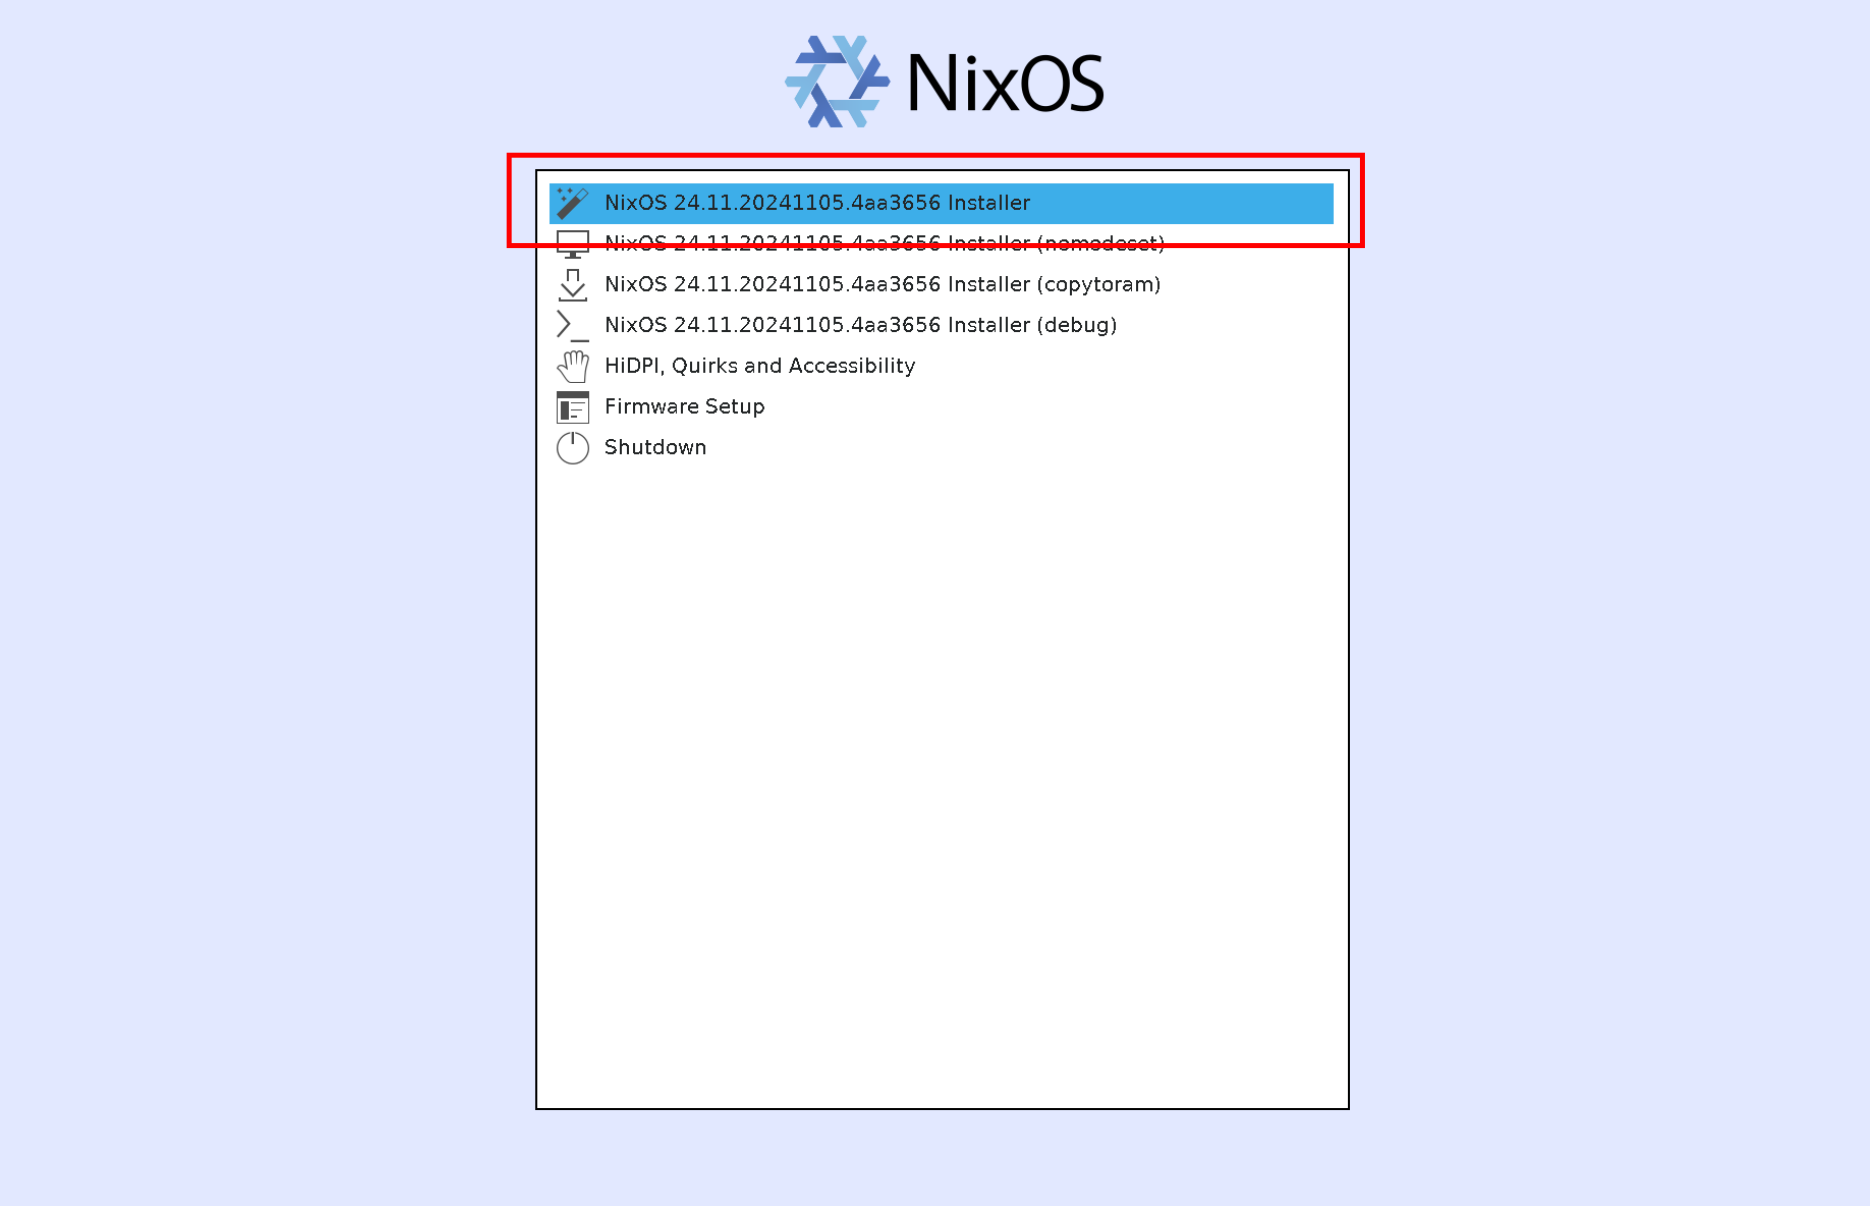 NixOS
NixOS 24.11.20241105.4aa3656 Installer
NixOS 24.11.20241105.4aa3656 Installer (nomodeset)
NixOS 24.11.20241105.4aa3656 Installer (copytoram)
NixOS 24.11.20241105.4aa3656 Installer (debug)
HiDPI, Quirks and Accessibility
Firmware Setup
Shutdown